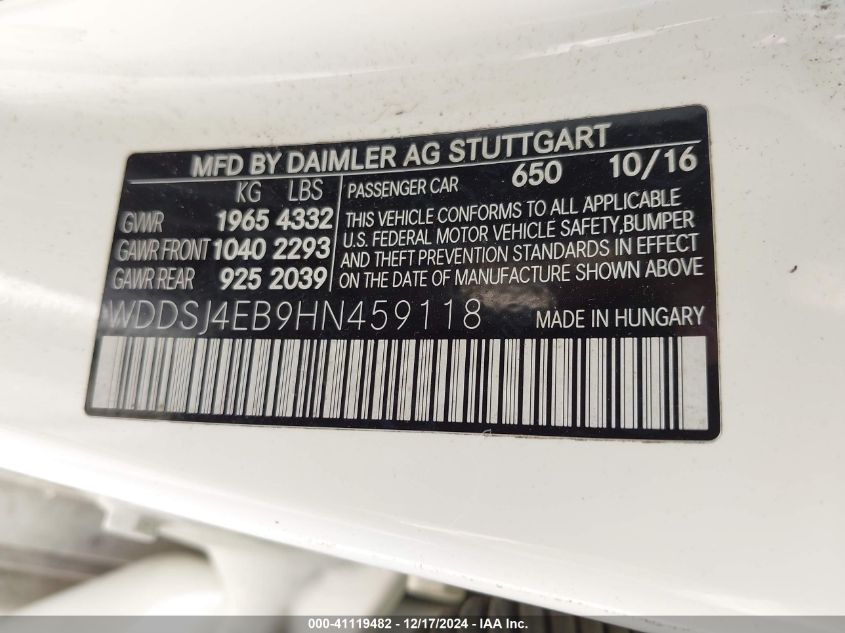 MFD BY DAIMLER AG STUTTGART
KG LBS
GVWR 1965 4332
GAWR FRONT 1040 2293
GAWR REAR 925 2039
PASSENGER CAR 650 10/16
THIS VEHICLE CONFORMS TO ALL APPLICABLE
U.S. FEDERAL MOTOR VEHICLE SAFETY,BUMPER
AND THEFT PREVENTION STANDARDS IN EFFECT
ON THE DATE OF MANUFACTURE SHOWN ABOVE
WDDSJ4EB9HN459118 MADE IN HUNGARY
000-41119482 - 12/17/2024 - IAA Inc.